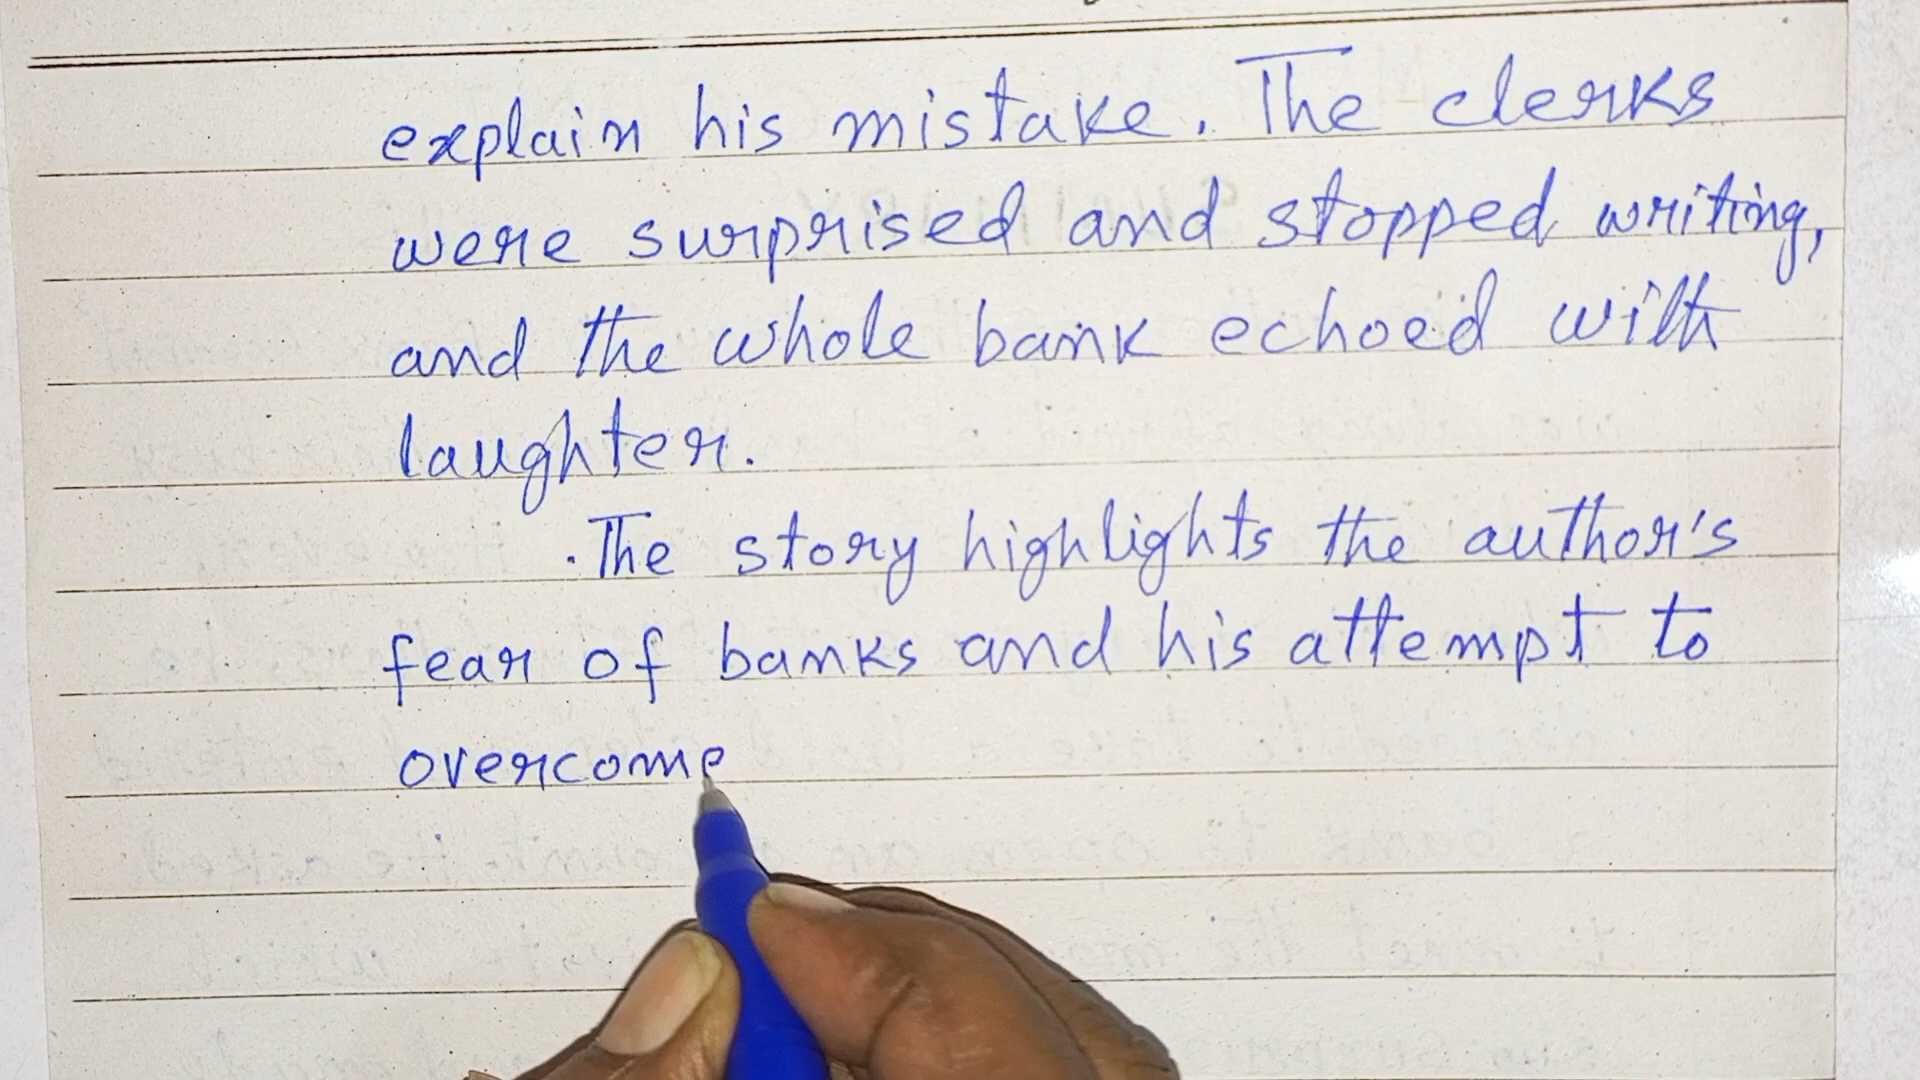 explain his mistake. The clerks
were surprised and stopped writing,
and the whole bank echoed with
laughter.
The story highlights the author's
fear of banks and his attempt to
overcome